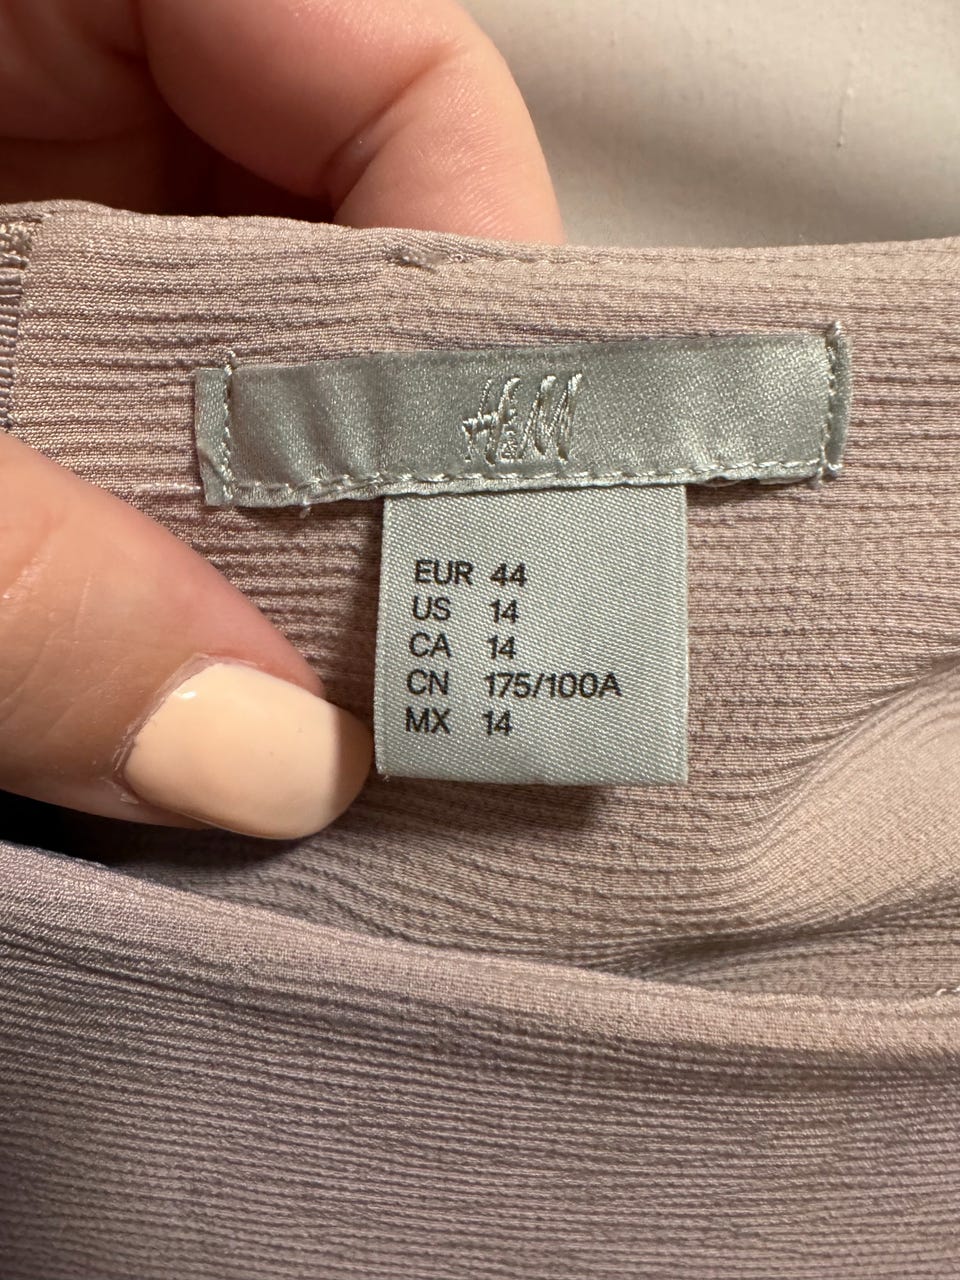 H&M
EUR 44
US 14
CA 14
CN 175/100A
MX 14